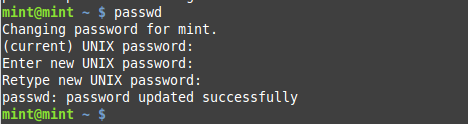 mint@mint ~ $ passwd
Changing password for mint.
(current) UNIX password:
Enter new UNIX password:
Retype new UNIX password:
passwd: password updated successfully
mint@mint ~ $